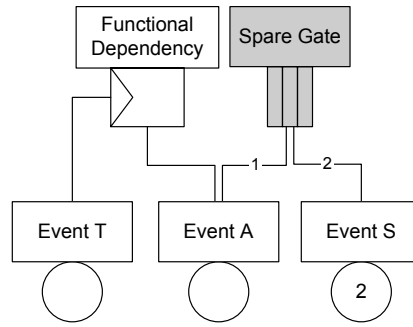 Functional
Dependency
Spare Gate
1
2
Event T
Event A
Event S
2